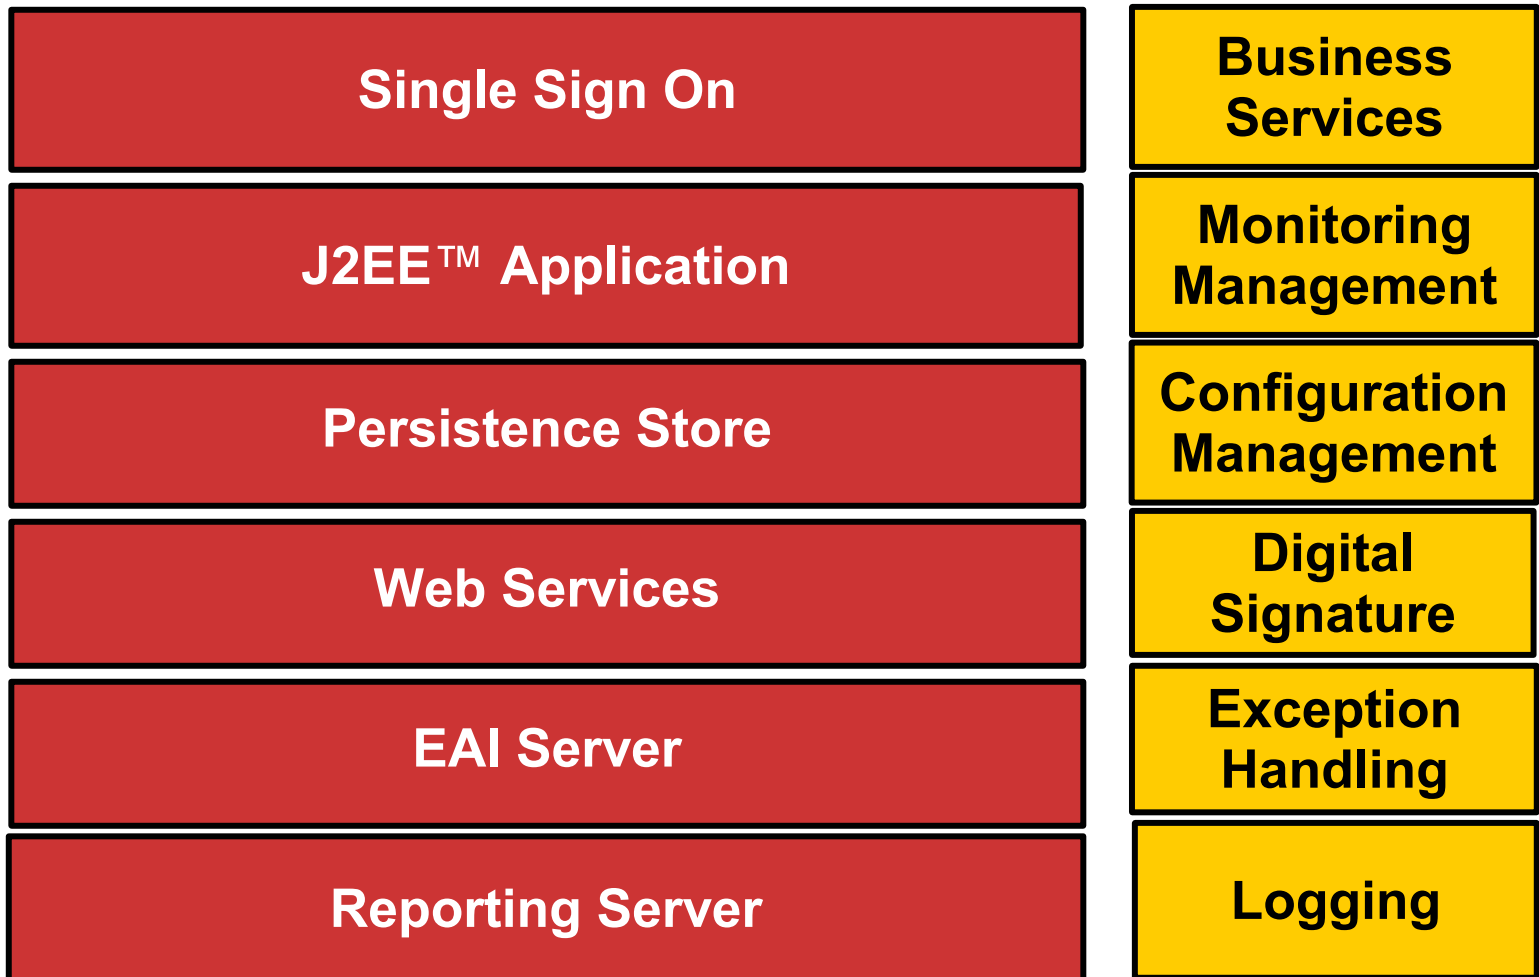 Single Sign On
J2EE™ Application
Persistence Store
Web Services
EAI Server
Reporting Server
Business
Services
Monitoring
Management
Configuration
Management
Digital
Signature
Exception
Handling
Logging